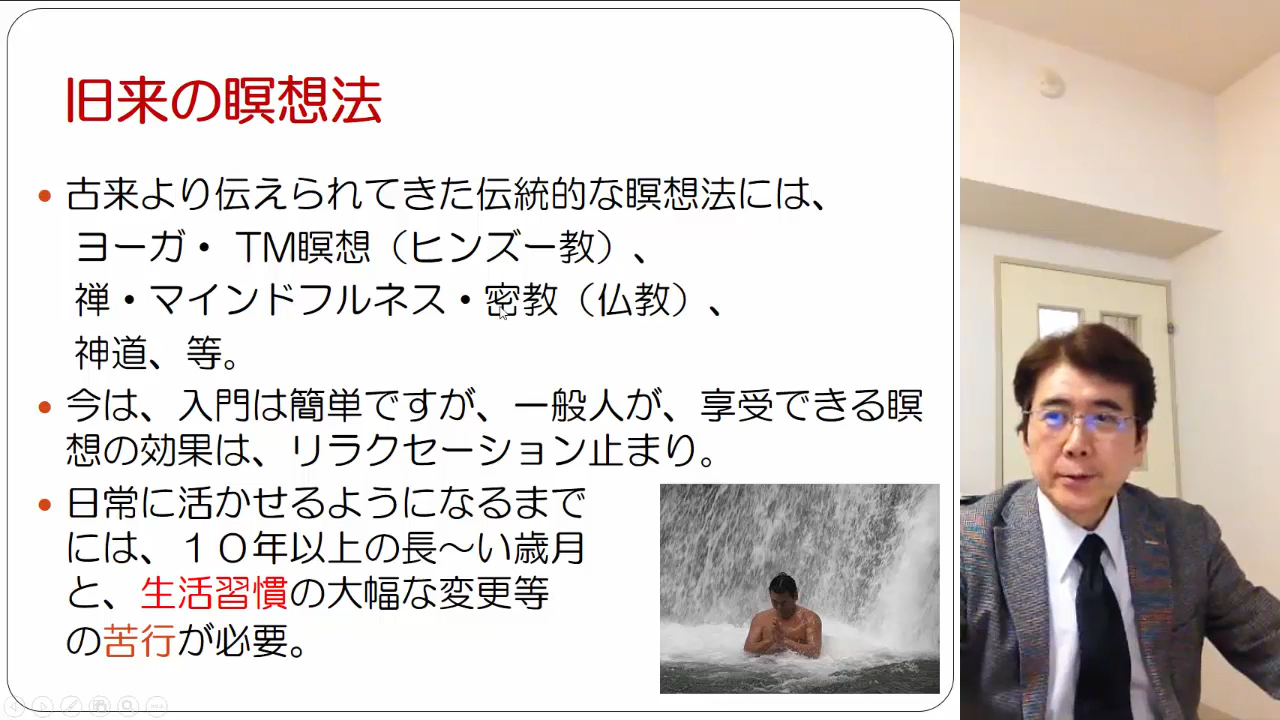 旧来の瞑想法
• 古来より伝えられてきた伝統的な瞑想法には、
ヨーガ・ TM瞑想（ヒンズー教）、
禅・マインドフルネス・密教（仏教）、
神道、等。
• 今は、入門は簡単ですが、一般人が、享受できる瞑
想の効果は、リラクセーション止まり。
• 日常に活かせるようになるまで
には、１０年以上の長～い歳月
と、生活習慣の大幅な変更等
の苦行が必要。